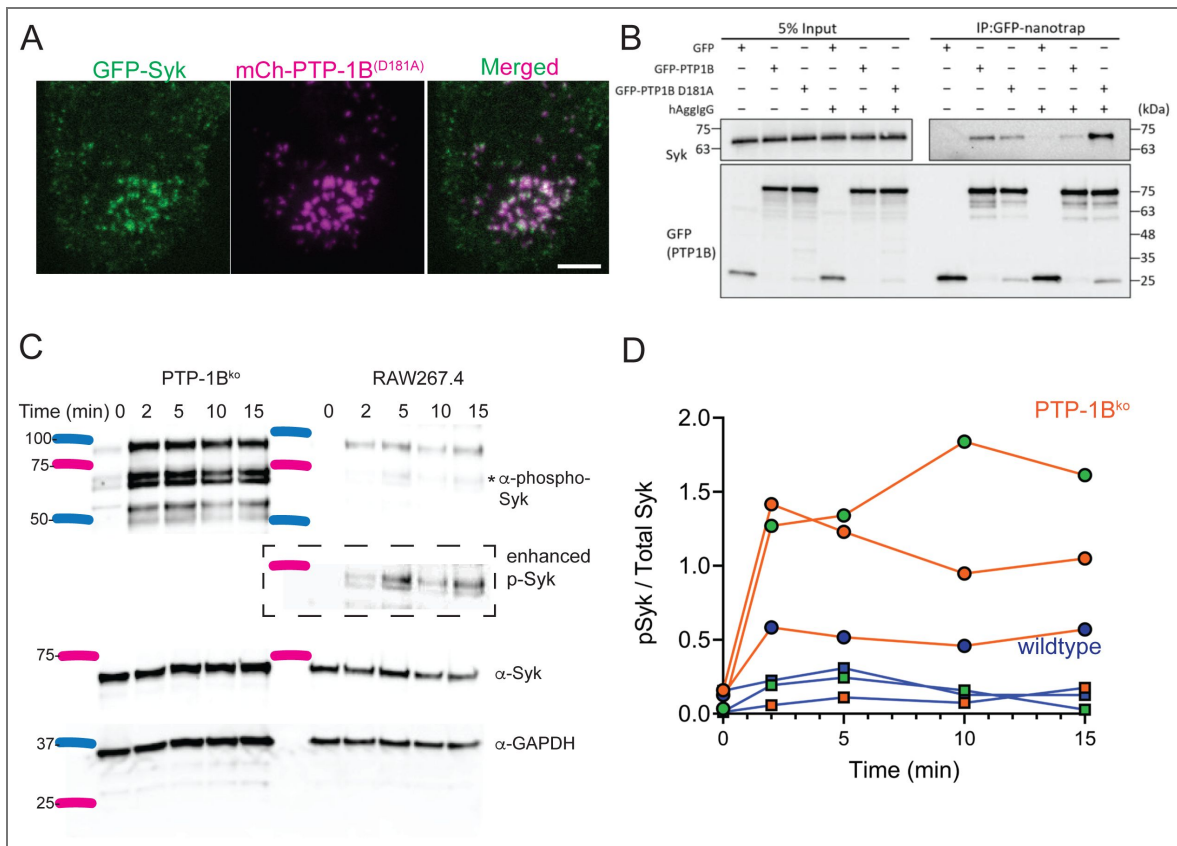 A
GFP-Syk
mCh-PTP-1B(D181A)
Merged
B
5% Input
IP:GFP-nanotrap
GFP + - - + - - + - - + - -
GFP-PTP1B - + - - + - - + - - + -
GFP-PTP1B D181A - - + - - + - - + - - +
hAggIgG - - - + + + - - - + + + (kDa)
75
63
Syk
75
63
GFP
(PTP1B)
75
63
48
35
25
C
PTP-1Bko
RAW267.4
Time (min) 0 2 5 10 15 0 2 5 10 15
100-
75-
50-
*α-phospho-
Syk
enhanced
p-Syk
75-
α-Syk
37-
α-GAPDH
25-
D
PTP-1Bko
wildtype
pSyk / Total Syk
2.0
1.5
1.0
0.5
0.0
0 5 10 15
Time (min)